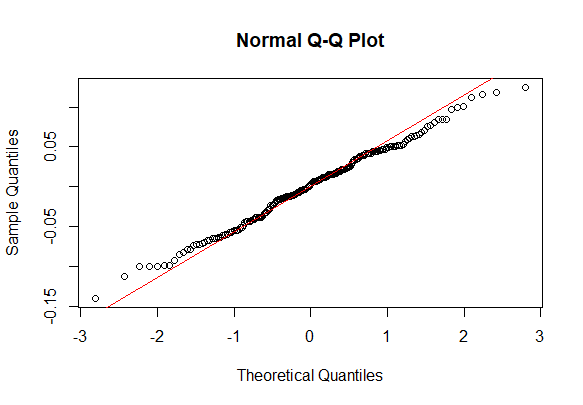 Normal Q-Q Plot
Sample Quantiles
0.05
-0.05
-0.15
-3 -2 -1 0 1 2 3
Theoretical Quantiles